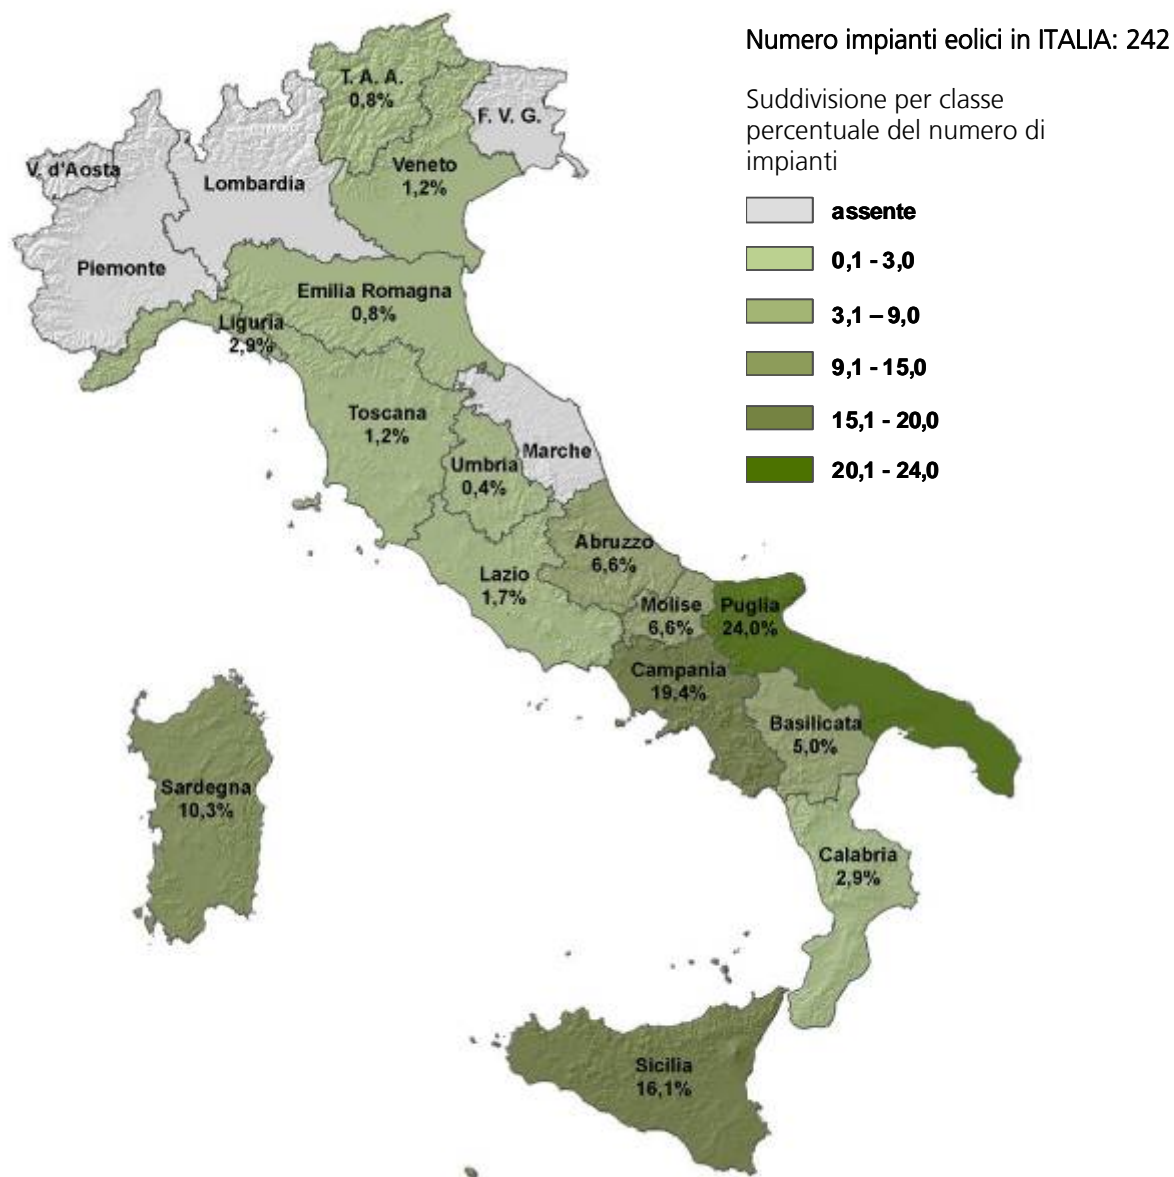 Numero impianti eolici in ITALIA: 242
Suddivisione per classe
percentuale del numero di
impianti
assente
0,1 - 3,0
3,1 – 9,0
9,1 - 15,0
15,1 - 20,0
20,1 - 24,0
T. A. A.
0,8%
F. V. G.
V. d'Aosta
Lombardia
Veneto
1,2%
Piemonte
Emilia Romagna
0,8%
Liguria
2,9%
Toscana
1,2%
Marche
Umbria
0,4%
Abruzzo
6,6%
Lazio
1,7%
Molise
6,6%
Puglia
24,0%
Campania
19,4%
Basilicata
5,0%
Sardegna
10,3%
Calabria
2,9%
Sicilia
16,1%